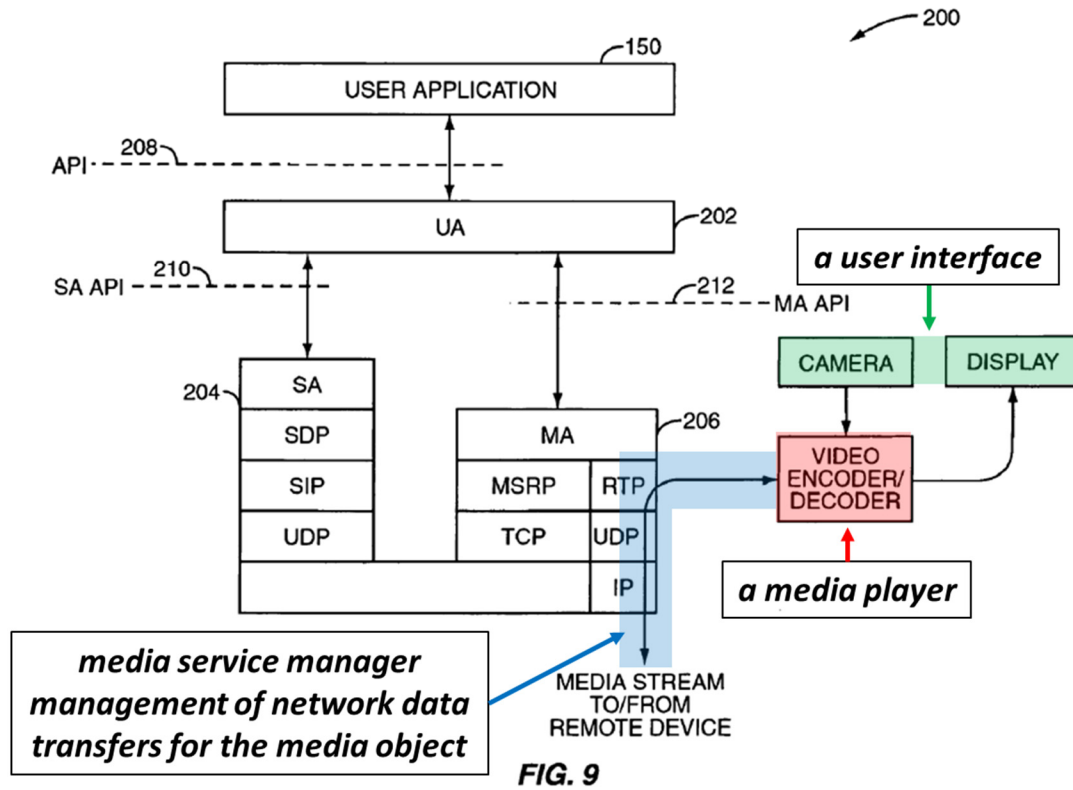 200
150
USER APPLICATION
API
208
UA
202
a user interface
SA API
210
212
MA API
CAMERA
DISPLAY
204
SA
206
SDP
MA
VIDEO
ENCODER/
DECODER
SIP
MSRP
RTP
UDP
TCP
UDP
IP
a media player
media service manager
management of network data
transfers for the media object
MEDIA STREAM
TO/FROM
REMOTE DEVICE
FIG. 9